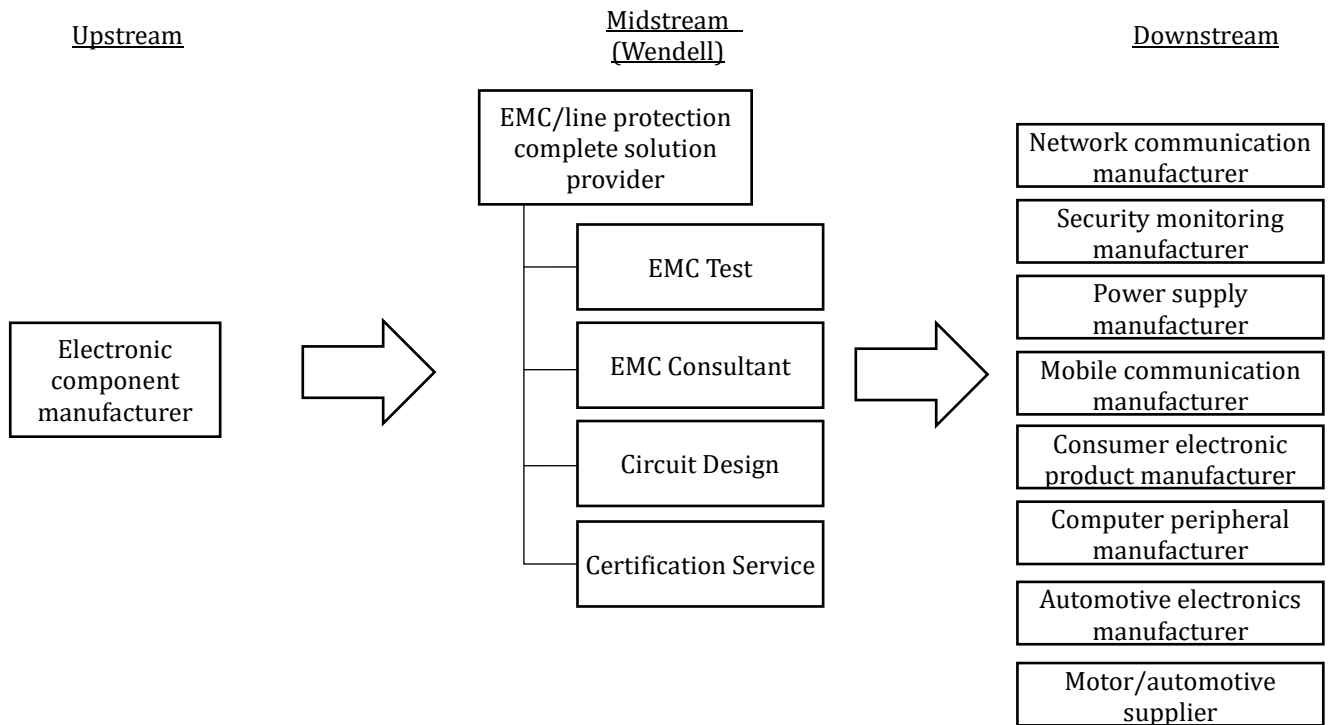 Upstream
Midstream
(Wendell)
Downstream
Electronic
component
manufacturer
EMC/line protection
complete solution
provider
EMC Test
EMC Consultant
Circuit Design
Certification Service
Network communication
manufacturer
Security monitoring
manufacturer
Power supply
manufacturer
Mobile communication
manufacturer
Consumer electronic
product manufacturer
Computer peripheral
manufacturer
Automotive electronics
manufacturer
Motor/automotive
supplier